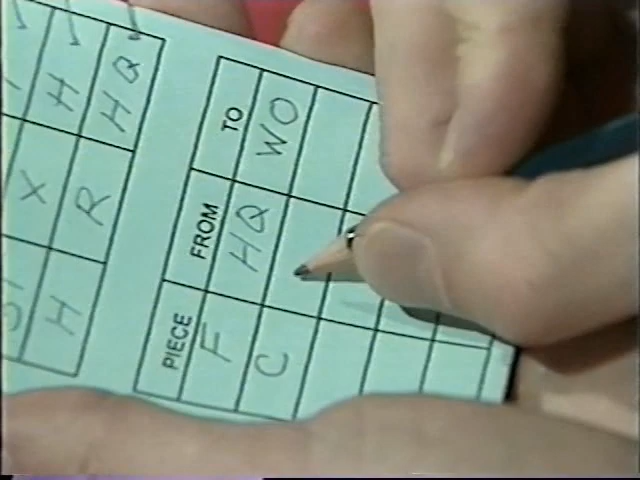 X H
H R HQ
PIECE FROM TO
F HQ WO
C